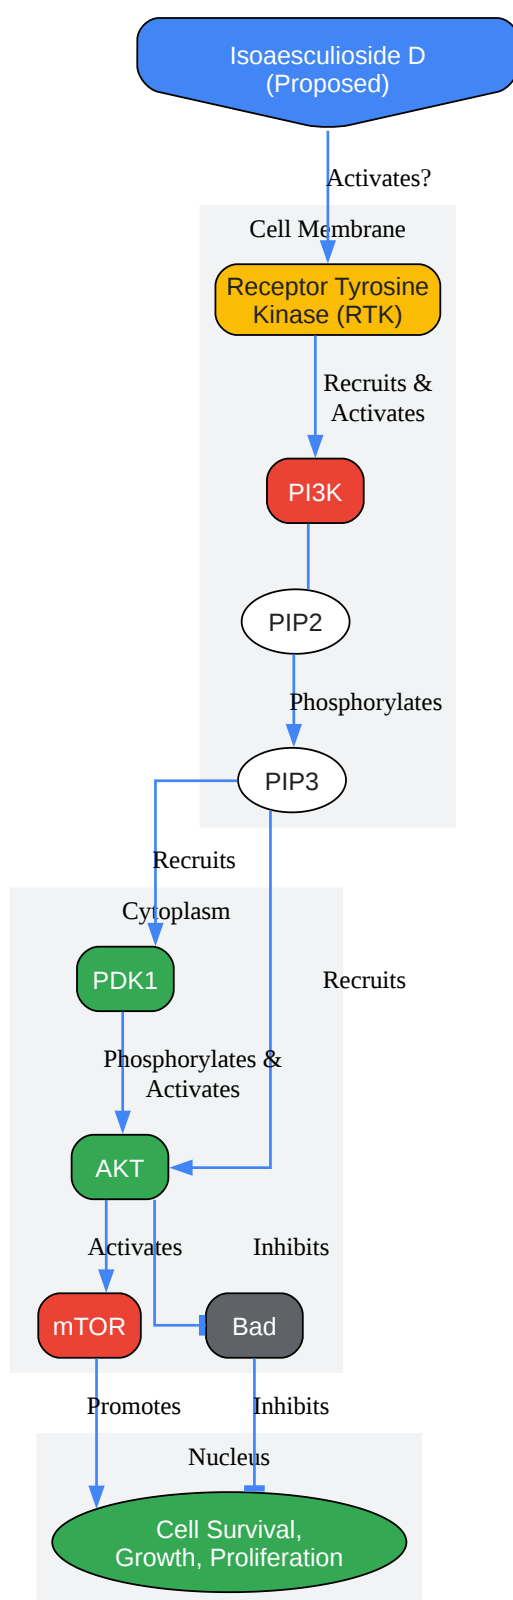 Isoaesculioside D
(Proposed)
Activates?
Cell Membrane
Receptor Tyrosine
Kinase (RTK)
Recruits &
Activates
PI3K
PIP2
Phosphorylates
PIP3
Recruits
Cytoplasm
PDK1
Recruits
Phosphorylates &
Activates
AKT
Activates
Inhibits
mTOR
Bad
Promotes
Inhibits
Nucleus
Cell Survival,
Growth, Proliferation